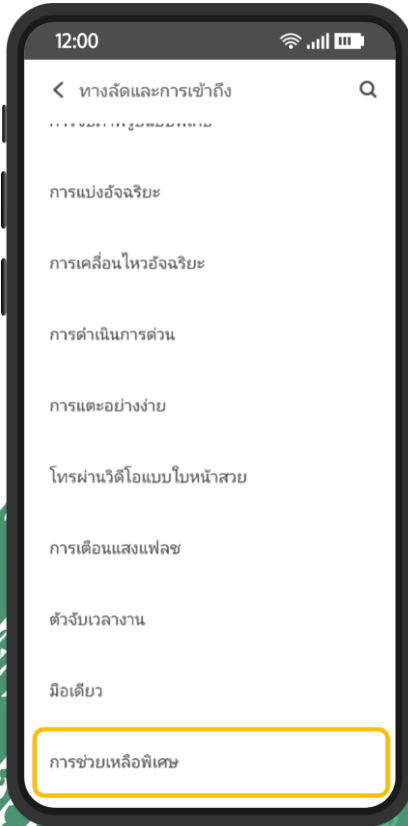 12:00
ทางลัดและการเข้าถึง
การแบ่งอัจฉริยะ
การเคลื่อนไหวอัจฉริยะ
การดำเนินการด่วน
การแตะอย่างง่าย
โทรผ่านวิดีโอแบบใบหน้าสวย
การเตือนแสงแฟลช
ตัวจับเวลางาน
มือเดียว
การช่วยเหลือพิเศษ